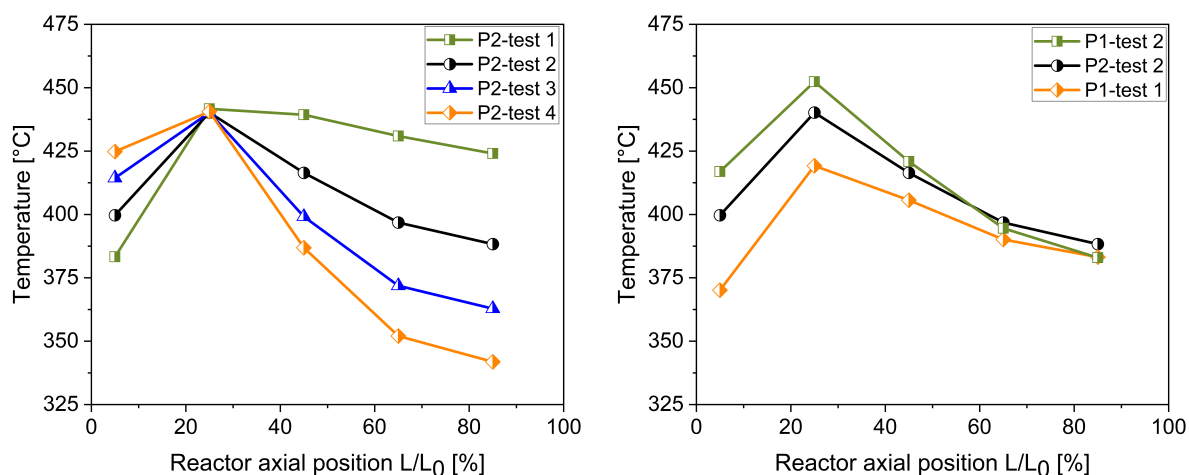 475
450
425
400
375
350
325
Temperature [°C]
0
20
40
60
80
100
Reactor axial position L/L₀ [%]
P2-test 1
P2-test 2
P2-test 3
P2-test 4
475
450
425
400
375
350
325
Temperature [°C]
0
20
40
60
80
100
Reactor axial position L/L₀ [%]
P1-test 2
P2-test 2
P1-test 1